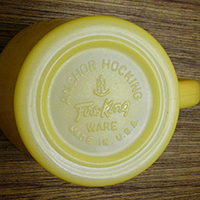 ANCHOR HOCKING
Fire-King
WARE
MADE IN U.S.A.